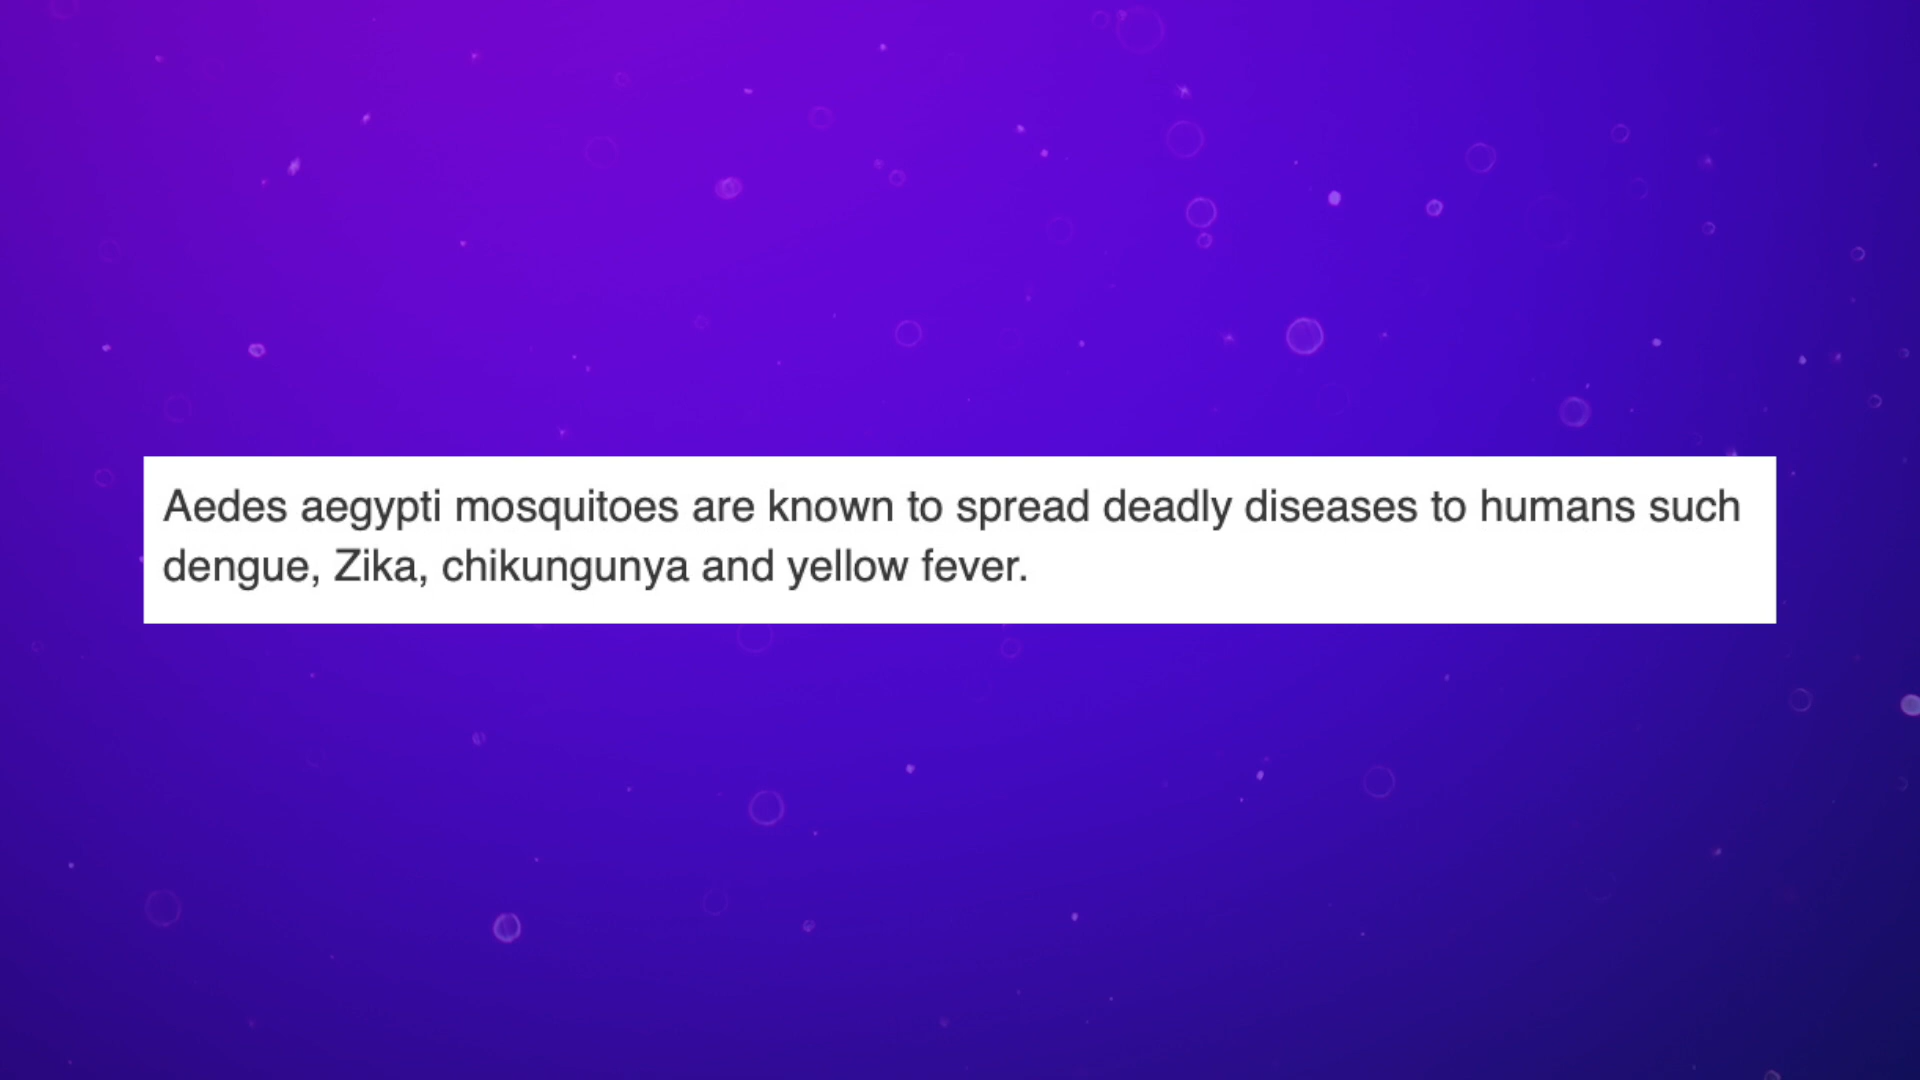 Aedes aegypti mosquitoes are known to spread deadly diseases to humans such
dengue, Zika, chikungunya and yellow fever.